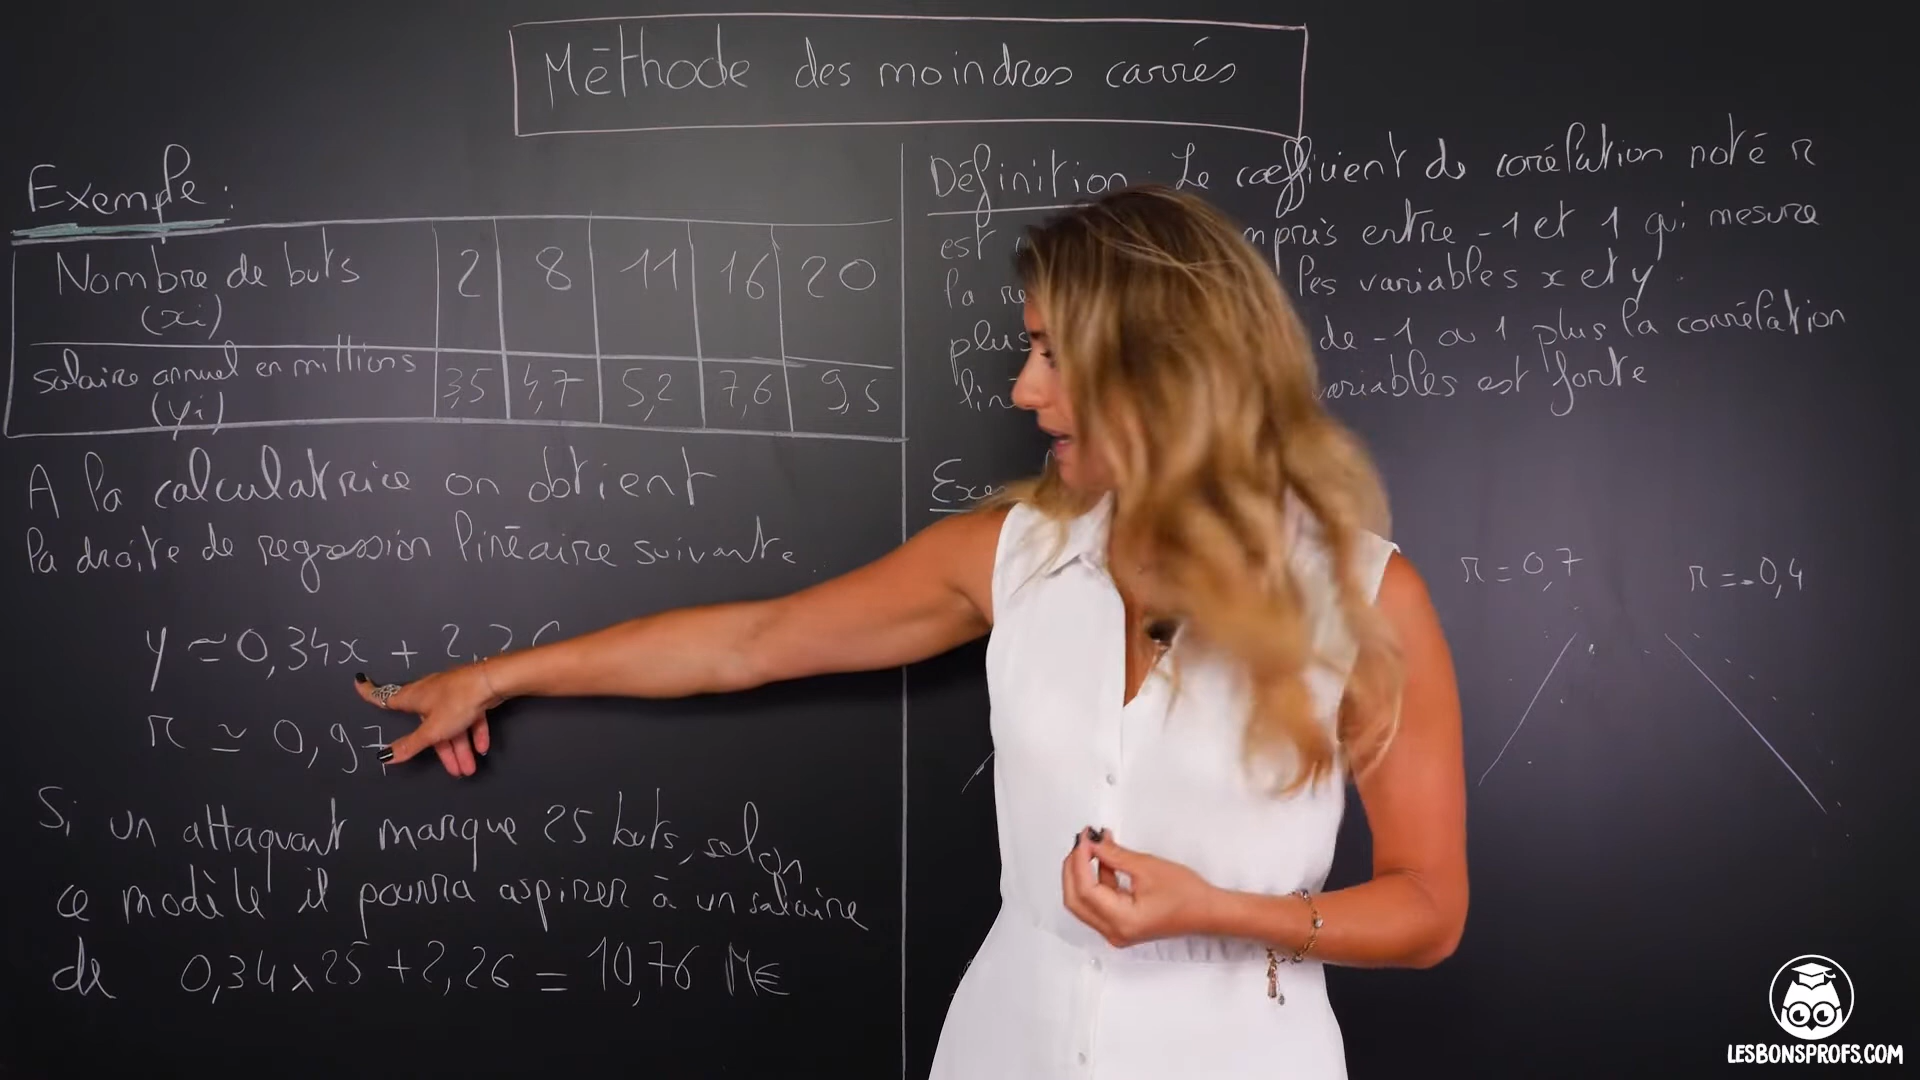 Méthode des moindres carrés
Exemple :
Nombre de buts (xi) 2 8 11 16 20
salaire annuel en millions (yi) 3,5 4,7 5,2 7,6 9,5
A la calculatrice on obtient
la droite de regression linéaire suivante
y ≃ 0,34x + 2,26
r ≃ 0,97
Si un attaquant marque 25 buts, selon
ce modèle il pourra aspirer à un salaire
de 0,34 x 25 + 2,26 = 10,76 M€
Définition Le coefficient de corrélation noté r
est entre -1 et 1 qui mesure
la les variables x et y.
plus de -1 ou 1 plus la corrélation
variables est forte
r = 0,7 r = -0,4
LESBONSPROFS.COM